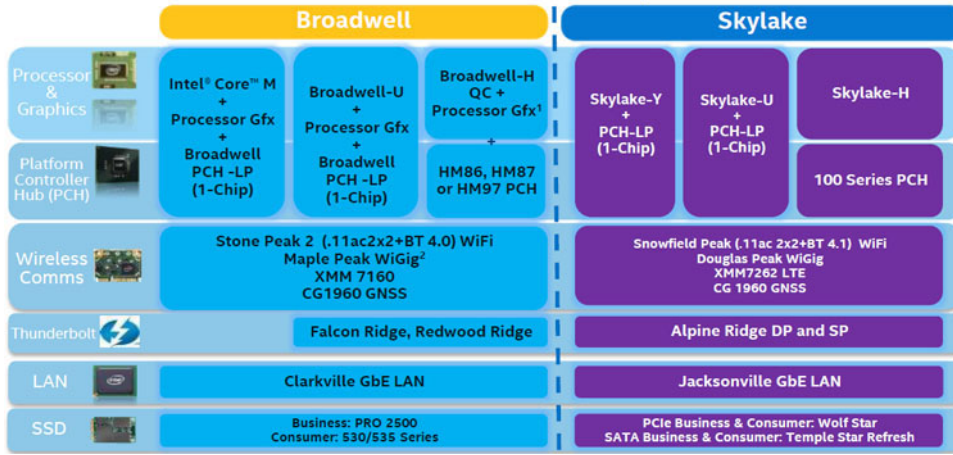 Broadwell
Skylake
Processor
&
Graphics
Intel® Core™ M
+
Processor Gfx
+
Broadwell
PCH -LP
(1-Chip)
Broadwell-U
+
Processor Gfx
+
Broadwell
PCH -LP
(1-Chip)
Broadwell-H
QC +
Processor Gfx¹
+
HM86, HM87
or HM97 PCH
Skylake-Y
+
PCH-LP
(1-Chip)
Skylake-U
+
PCH-LP
(1-Chip)
Skylake-H
100 Series PCH
Platform
Controller
Hub (PCH)
Wireless
Comms
Stone Peak 2 (.11ac2x2+BT 4.0) WiFi
Maple Peak WiGig²
XMM 7160
CG1960 GNSS
Snowfield Peak (.11ac 2x2+BT 4.1) WiFi
Douglas Peak WiGig
XMM7262 LTE
CG 1960 GNSS
Thunderbolt
Falcon Ridge, Redwood Ridge
Alpine Ridge DP and SP
LAN
Clarkville GbE LAN
Jacksonville GbE LAN
SSD
Business: PRO 2500
Consumer: 530/535 Series
PCIe Business & Consumer: Wolf Star
SATA Business & Consumer: Temple Star Refresh